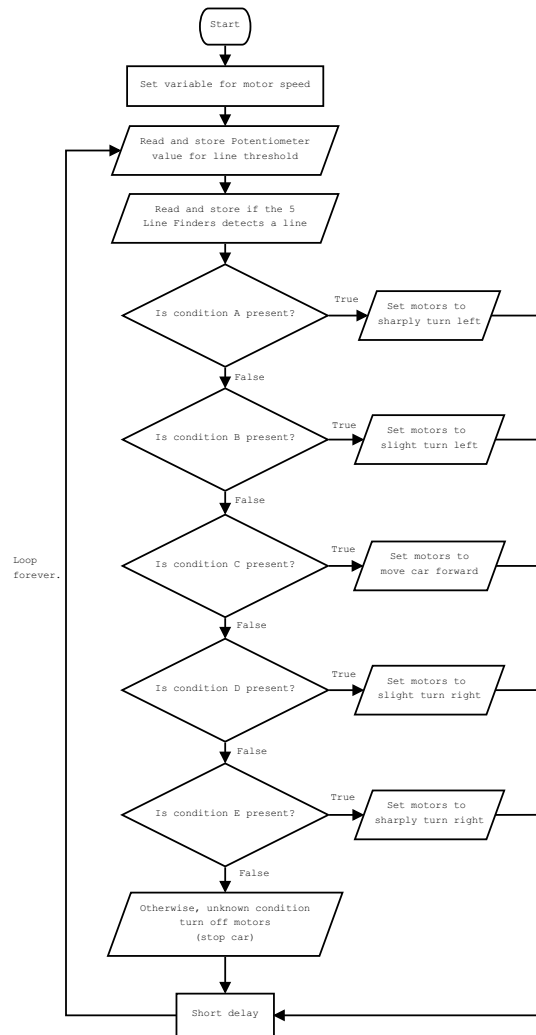 Start
Set variable for motor speed
Read and store Potentiometer
value for line threshold
Read and store if the 5
Line Finders detects a line
Is condition A present?
True
Set motors to
sharply turn left
False
Is condition B present?
True
Set motors to
slight turn left
False
Is condition C present?
True
Set motors to
move car forward
Loop
forever.
False
Is condition D present?
True
Set motors to
slight turn right
False
Is condition E present?
True
Set motors to
sharply turn right
False
Otherwise, unknown condition
turn off motors
(stop car)
Short delay